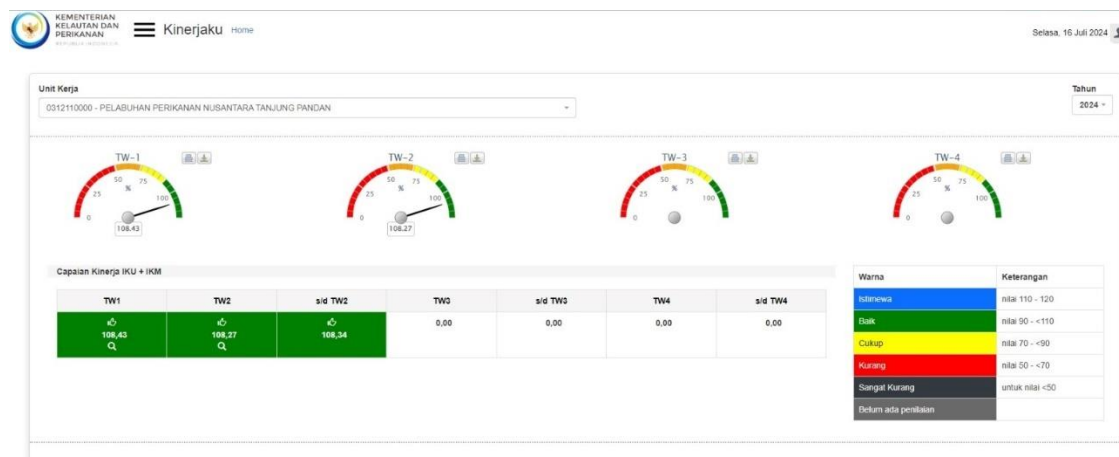 KEMENTERIAN
KELAUTAN DAN
PERIKANAN
REPUBLIK INDONESIA
Kinerjaku Home
Selasa, 16 Juli 2024
Unit Kerja
Tahun
0312110000 - PELABUHAN PERIKANAN NUSANTARA TANJUNG PANDAN
2024
TW-1
0 25 50 75 100
%
108.43
TW-2
0 25 50 75 100
%
108.27
TW-3
0 25 50 75 100
%
TW-4
0 25 50 75 100
%
Capaian Kinerja IKU + IKM
TW1 TW2 s/d TW2 TW3 s/d TW3 TW4 s/d TW4
108,43 108,27 108,34 0,00 0,00 0,00 0,00
Warna Keterangan
Istimewa nilai 110 - 120
Baik nilai 90 - <110
Cukup nilai 70 - <90
Kurang nilai 50 - <70
Sangat Kurang untuk nilai <50
Belum ada penilaian